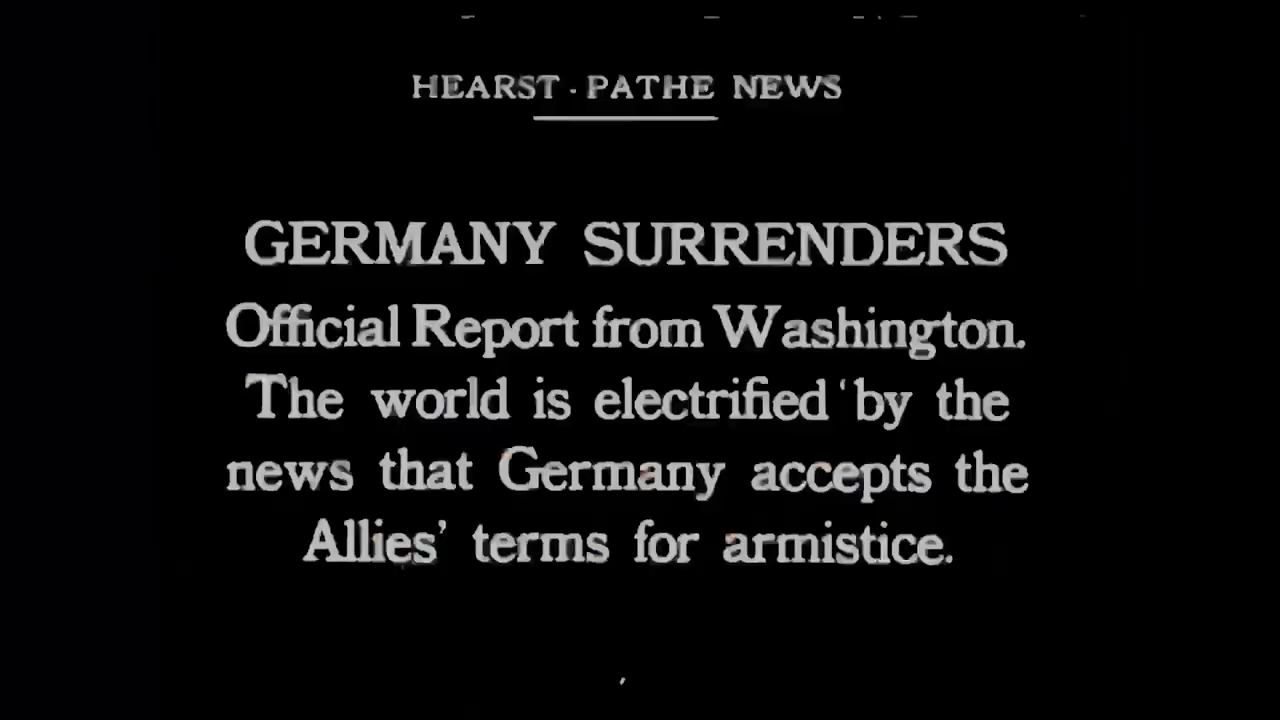 HEARST · PATHE NEWS
GERMANY SURRENDERS
Official Report from Washington.
The world is electrified by the
news that Germany accepts the
Allies’ terms for armistice.